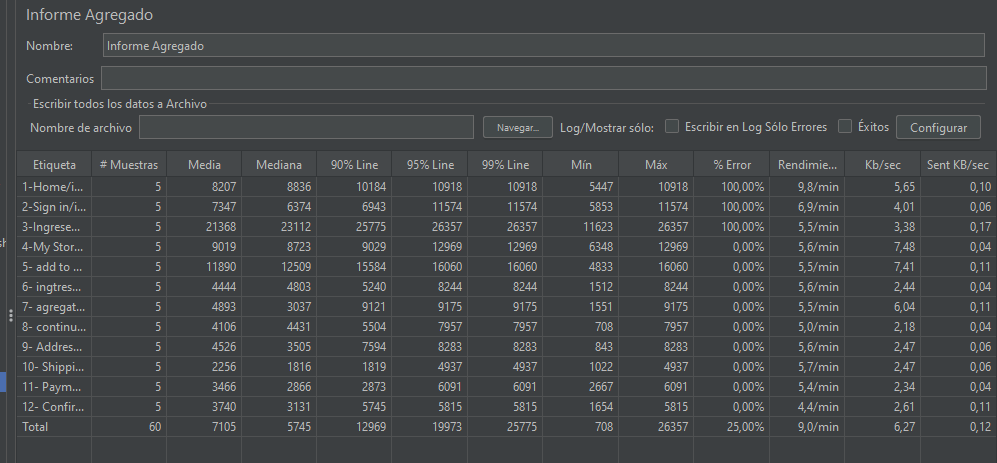 Informe Agregado
Nombre: Informe Agregado
Comentarios
Escribir todos los datos a Archivo
Nombre de archivo Navegar... Log/Mostrar sólo: Escribir en Log Sólo Errores Éxitos Configurar
Etiqueta # Muestras Media Mediana 90% Line 95% Line 99% Line Mín Máx % Error Rendimie... Kb/sec Sent KB/sec
1-Home/i... 5 8207 8836 10184 10918 10918 5447 10918 100,00% 9,8/min 5,65 0,10
2-Sign in/i... 5 7347 6374 6943 11574 11574 5853 11574 100,00% 6,9/min 4,01 0,06
3-Ingrese... 5 21368 23112 25775 26357 26357 11623 26357 100,00% 5,5/min 3,38 0,17
4-My Stor... 5 9019 8723 9029 12969 12969 6348 12969 0,00% 5,6/min 7,48 0,04
5- add to ... 5 11890 12509 15584 16060 16060 4833 16060 0,00% 5,5/min 7,41 0,11
6- ingtres... 5 4444 4803 5240 8244 8244 1512 8244 0,00% 5,6/min 2,44 0,04
7- agregat... 5 4893 3037 9121 9175 9175 1551 9175 0,00% 5,5/min 6,04 0,11
8- continu... 5 4106 4431 5504 7957 7957 708 7957 0,00% 5,0/min 2,18 0,04
9- Addres... 5 4526 3505 7594 8283 8283 843 8283 0,00% 5,6/min 2,47 0,06
10- Shippi... 5 2256 1816 1819 4937 4937 1022 4937 0,00% 5,7/min 2,47 0,06
11- Paym... 5 3466 2866 2873 6091 6091 2667 6091 0,00% 5,4/min 2,34 0,04
12- Confir... 5 3740 3131 5745 5815 5815 1654 5815 0,00% 4,4/min 2,61 0,11
Total 60 7105 5745 12969 19973 25775 708 26357 25,00% 9,0/min 6,27 0,12